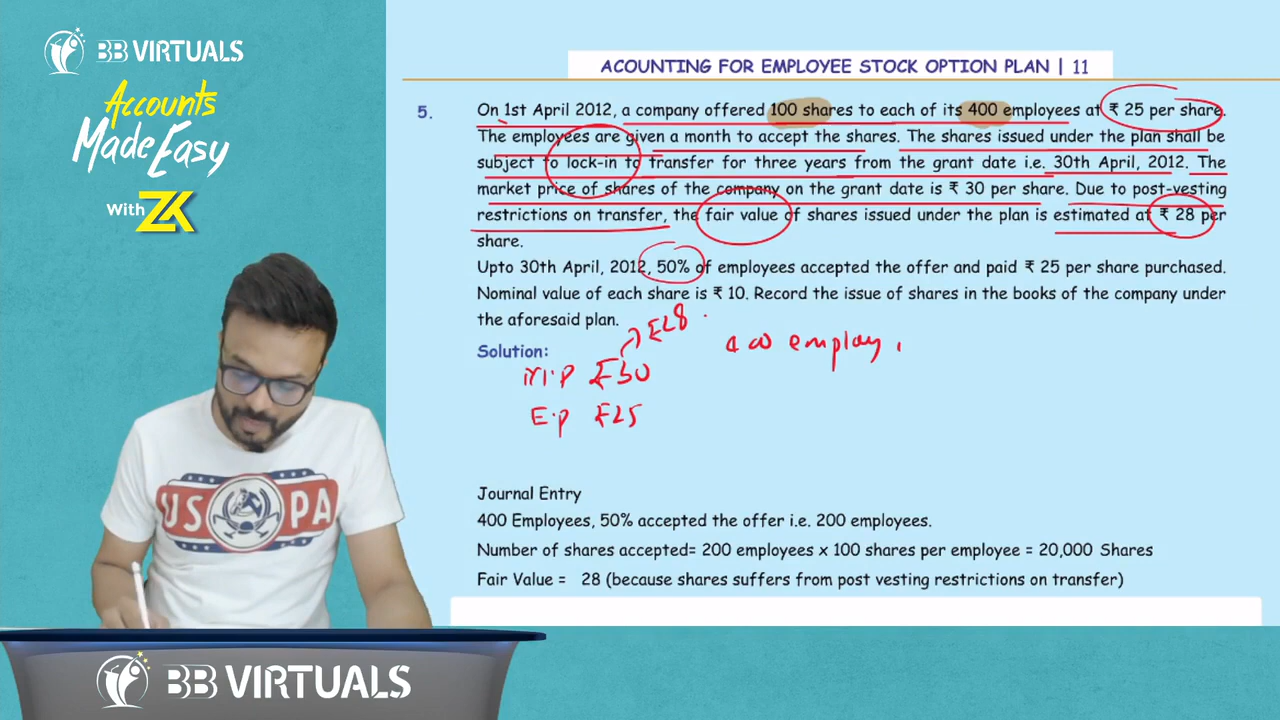 BB VIRTUALS
Accounts
Made Easy
With ZK
ACOUNTING FOR EMPLOYEE STOCK OPTION PLAN | 11
5. On 1st April 2012, a company offered 100 shares to each of its 400 employees at ₹ 25 per share.
The employees are given a month to accept the shares. The shares issued under the plan shall be
subject to lock-in to transfer for three years from the grant date i.e. 30th April, 2012. The
market price of shares of the company on the grant date is ₹ 30 per share. Due to post-vesting
restrictions on transfer, the fair value of shares issued under the plan is estimated at ₹ 28 per
share.
Upto 30th April, 2012, 50% of employees accepted the offer and paid ₹ 25 per share purchased.
Nominal value of each share is ₹ 10. Record the issue of shares in the books of the company under
the aforesaid plan.
₹28
Solution:
400 employ
M.P ₹30
E.P ₹25
Journal Entry
400 Employees, 50% accepted the offer i.e. 200 employees.
Number of shares accepted= 200 employees x 100 shares per employee = 20,000 Shares
Fair Value = 28 (because shares suffers from post vesting restrictions on transfer)
US PA
BB VIRTUALS